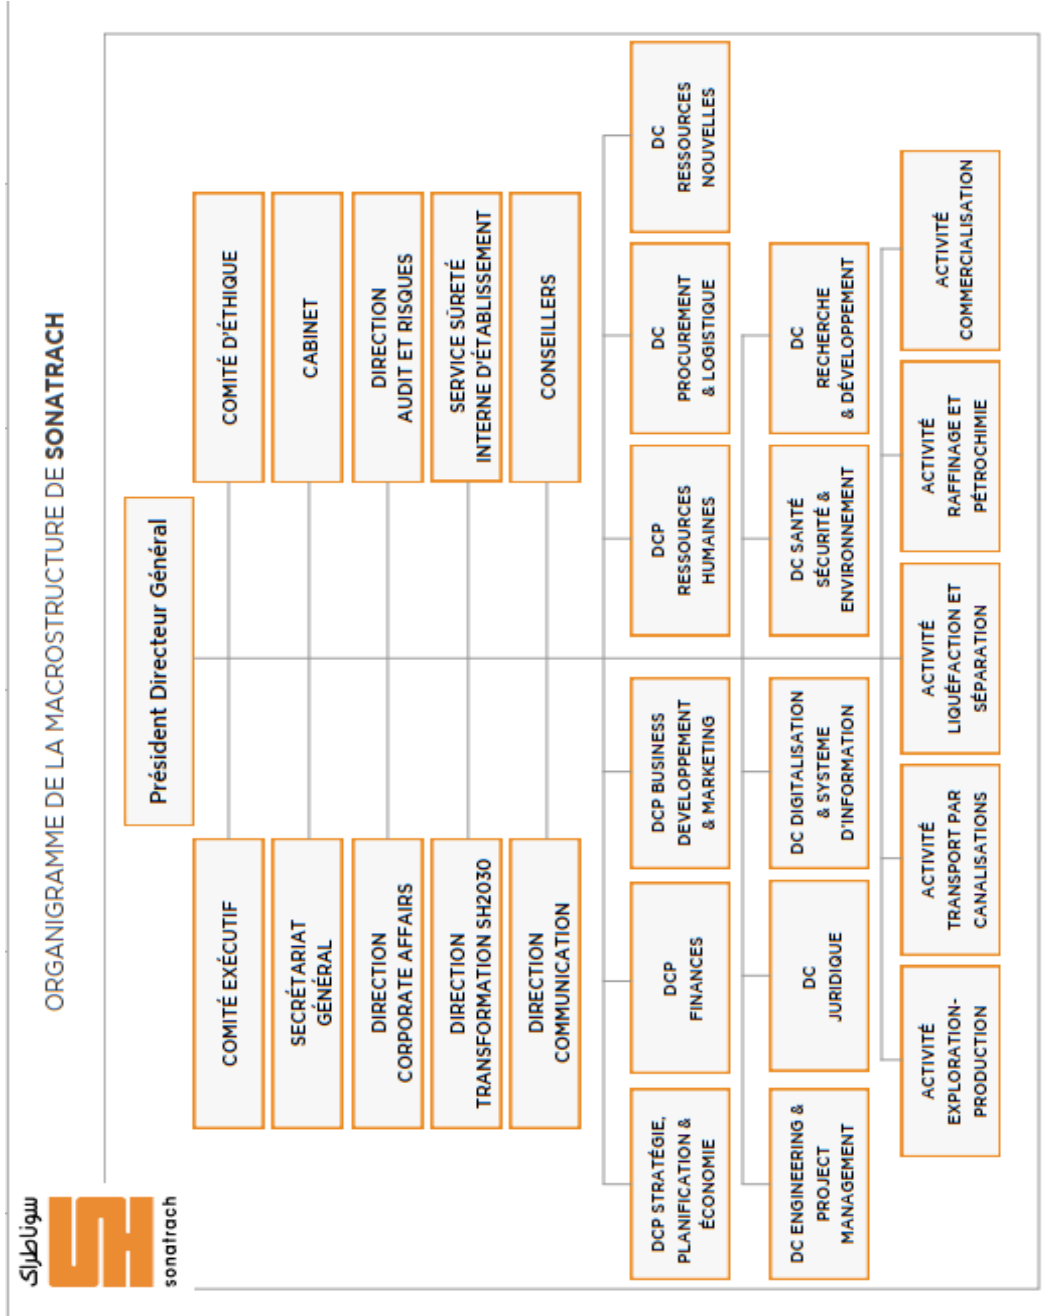 سوناطراك
sonatrach
ORGANIGRAMME DE LA MACROSTRUCTURE DE SONATRACH
Président Directeur Général
COMITÉ EXÉCUTIF
COMITÉ D'ÉTHIQUE
SECRÉTARIAT
GÉNÉRAL
CABINET
DIRECTION
CORPORATE AFFAIRS
DIRECTION
AUDIT ET RISQUES
DIRECTION
TRANSFORMATION SH2030
SERVICE SÛRETÉ
INTERNE D'ÉTABLISSEMENT
DIRECTION
COMMUNICATION
CONSEILLERS
DCP STRATÉGIE,
PLANIFICATION &
ÉCONOMIE
DCP
FINANCES
DCP BUSINESS
DEVELOPPEMENT
& MARKETING
DCP
RESSOURCES
HUMAINES
DC
PROCUREMENT
& LOGISTIQUE
DC
RESSOURCES
NOUVELLES
DC ENGINEERING &
PROJECT
MANAGEMENT
DC
JURIDIQUE
DC DIGITALISATION
& SYSTEME
D'INFORMATION
DC SANTÉ
SÉCURITÉ &
ENVIRONNEMENT
DC
RECHERCHE
& DÉVELOPPEMENT
ACTIVITÉ
EXPLORATION-
PRODUCTION
ACTIVITÉ
TRANSPORT PAR
CANALISATIONS
ACTIVITÉ
LIQUÉFACTION ET
SÉPARATION
ACTIVITÉ
RAFFINAGE ET
PÉTROCHIMIE
ACTIVITÉ
COMMERCIALISATION